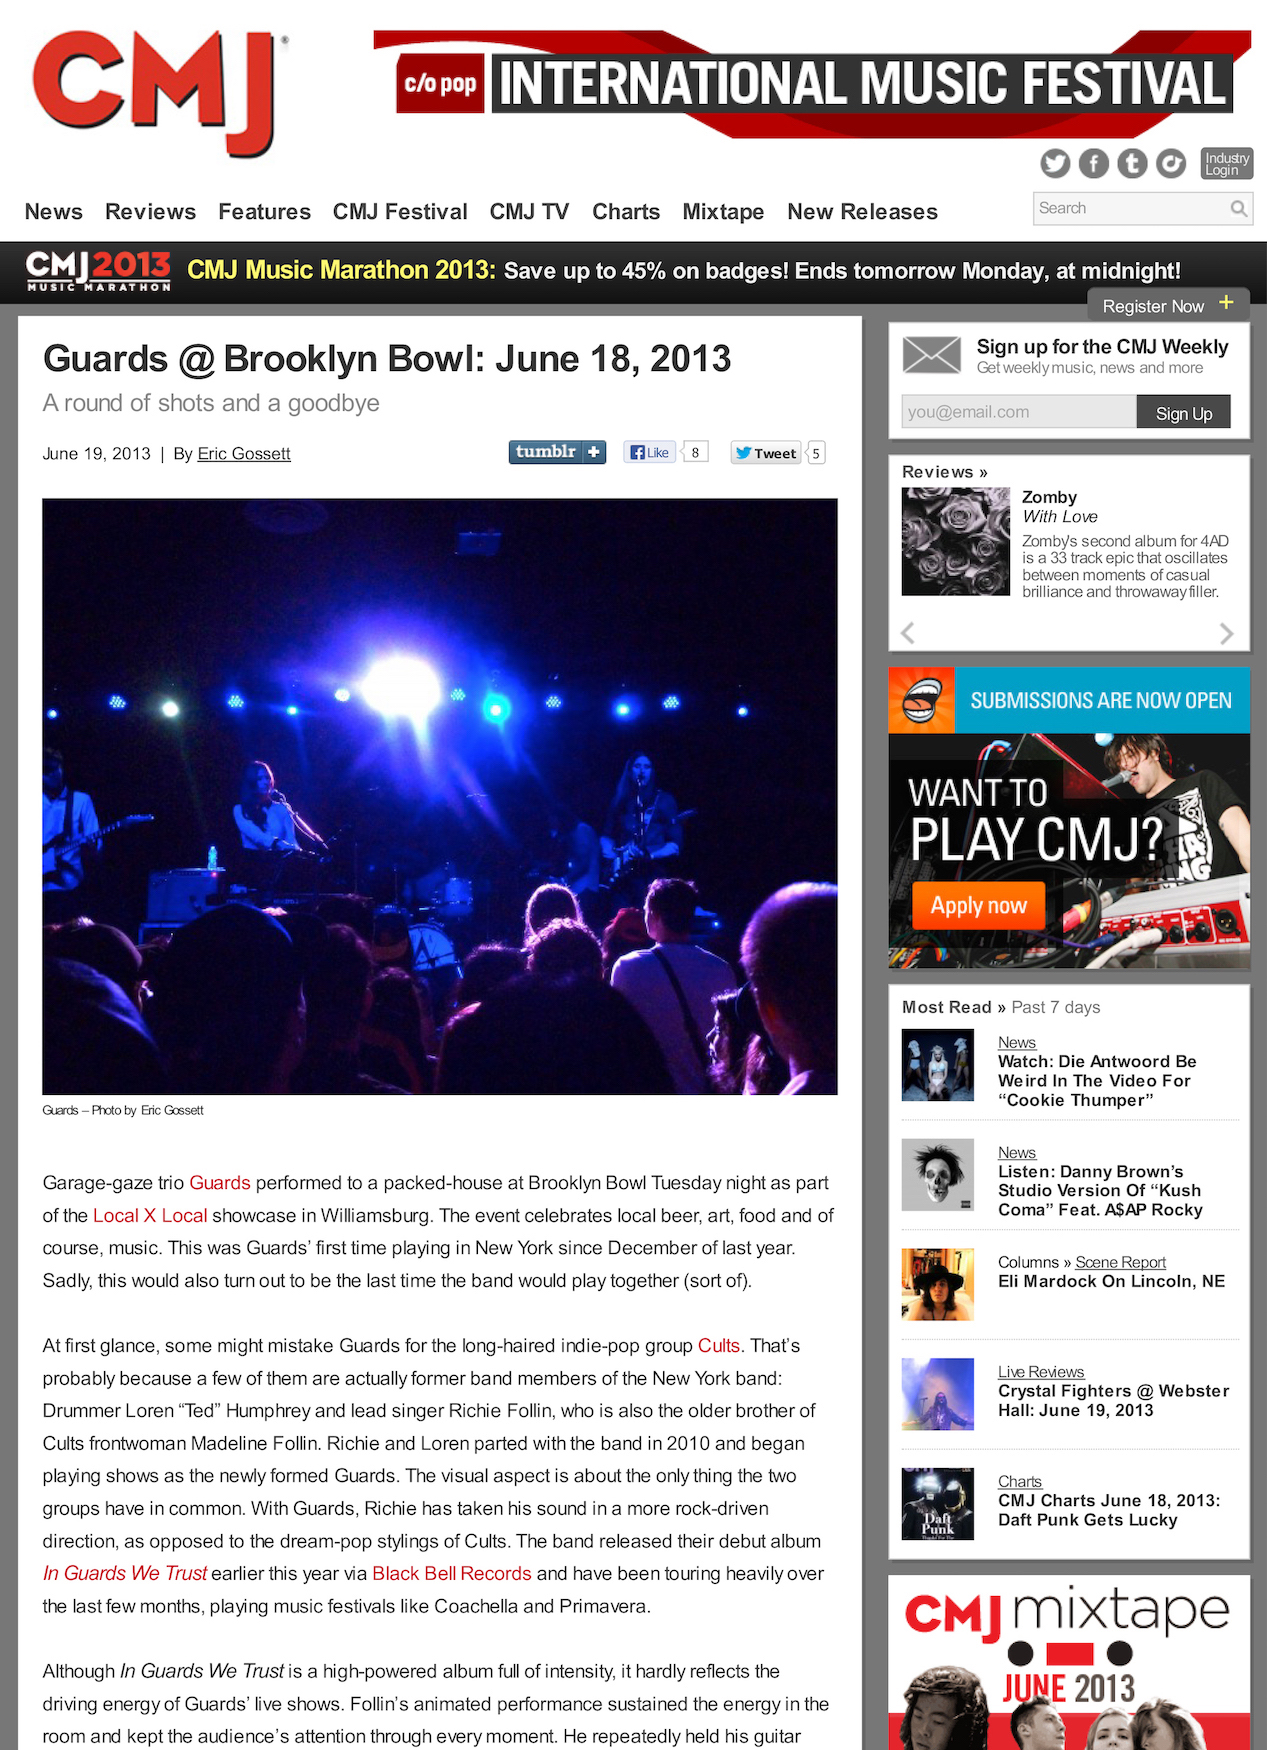 CMJ
c/o pop INTERNATIONAL MUSIC FESTIVAL
Industry
Login
News Reviews Features CMJ Festival CMJ TV Charts Mixtape New Releases
Search
CMJ2013
MUSIC MARATHON
CMJ Music Marathon 2013: Save up to 45% on badges! Ends tomorrow Monday, at midnight!
Register Now +
Guards @ Brooklyn Bowl: June 18, 2013
A round of shots and a goodbye
June 19, 2013 | By Eric Gossett
tumblr +
Like 8
Tweet 5
Guards – Photo by Eric Gossett
Garage-gaze trio Guards performed to a packed-house at Brooklyn Bowl Tuesday night as part
of the Local X Local showcase in Williamsburg. The event celebrates local beer, art, food and of
course, music. This was Guards’ first time playing in New York since December of last year.
Sadly, this would also turn out to be the last time the band would play together (sort of).
At first glance, some might mistake Guards for the long-haired indie-pop group Cults. That’s
probably because a few of them are actually former band members of the New York band:
Drummer Loren “Ted” Humphrey and lead singer Richie Follin, who is also the older brother of
Cults frontwoman Madeline Follin. Richie and Loren parted with the band in 2010 and began
playing shows as the newly formed Guards. The visual aspect is about the only thing the two
groups have in common. With Guards, Richie has taken his sound in a more rock-driven
direction, as opposed to the dream-pop stylings of Cults. The band released their debut album
In Guards We Trust earlier this year via Black Bell Records and have been touring heavily over
the last few months, playing music festivals like Coachella and Primavera.
Although In Guards We Trust is a high-powered album full of intensity, it hardly reflects the
driving energy of Guards’ live shows. Follin’s animated performance sustained the energy in the
room and kept the audience’s attention through every moment. He repeatedly held his guitar
Sign up for the CMJ Weekly
Get weekly music, news and more
you@email.com Sign Up
Reviews »
Zomby
With Love
Zomby's second album for 4AD
is a 33 track epic that oscillates
between moments of casual
brilliance and throwaway filler.
SUBMISSIONS ARE NOW OPEN
WANT TO
PLAY CMJ?
Apply now
Most Read » Past 7 days
News
Watch: Die Antwoord Be
Weird In The Video For
“Cookie Thumper”
News
Listen: Danny Brown’s
Studio Version Of “Kush
Coma” Feat. A$AP Rocky
Columns » Scene Report
Eli Mardock On Lincoln, NE
Live Reviews
Crystal Fighters @ Webster
Hall: June 19, 2013
Daft
Punk
Charts
CMJ Charts June 18, 2013:
Daft Punk Gets Lucky
CMJ mixtape
JUNE 2013